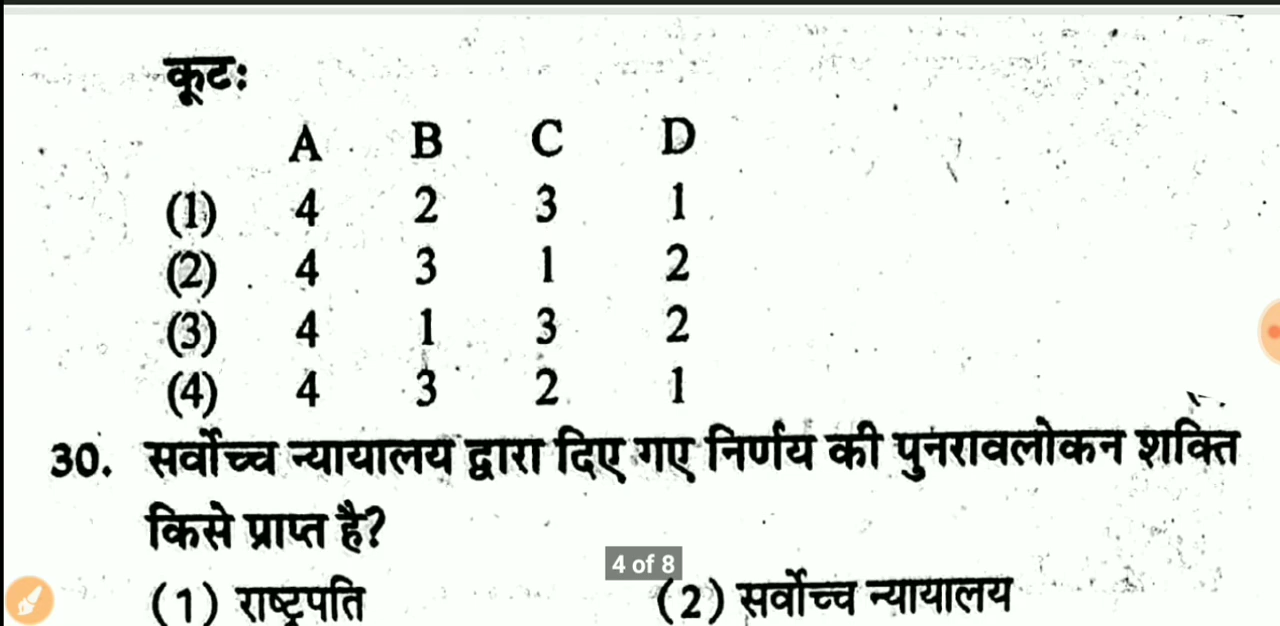 कूटः
A B C D
(1) 4 2 3 1
(2) 4 3 1 2
(3) 4 1 3 2
(4) 4 3 2 1
30. सर्वोच्च न्यायालय द्वारा दिए गए निर्णय की पुनरावलोकन शक्ति
किसे प्राप्त है?
4 of 8
(1) राष्ट्रपति (2) सर्वोच्च न्यायालय